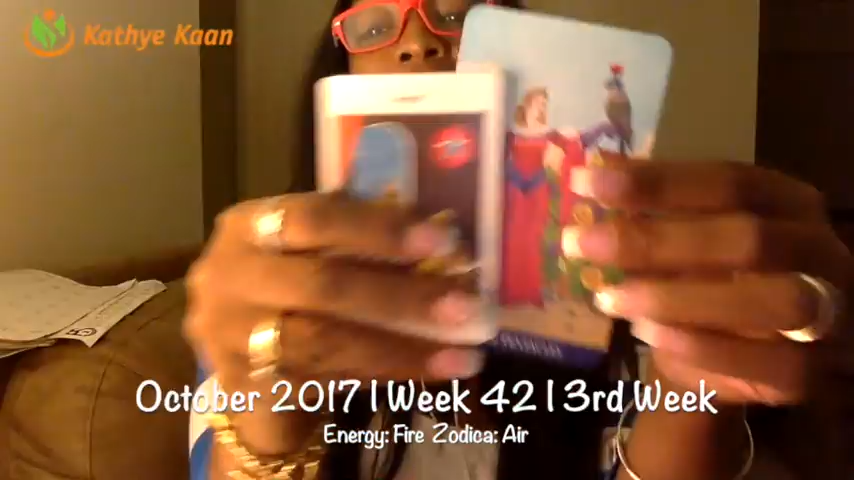 Kathye Kaan
October 2017 | Week 42 | 3rd Week
Energy: Fire Zodica: Air